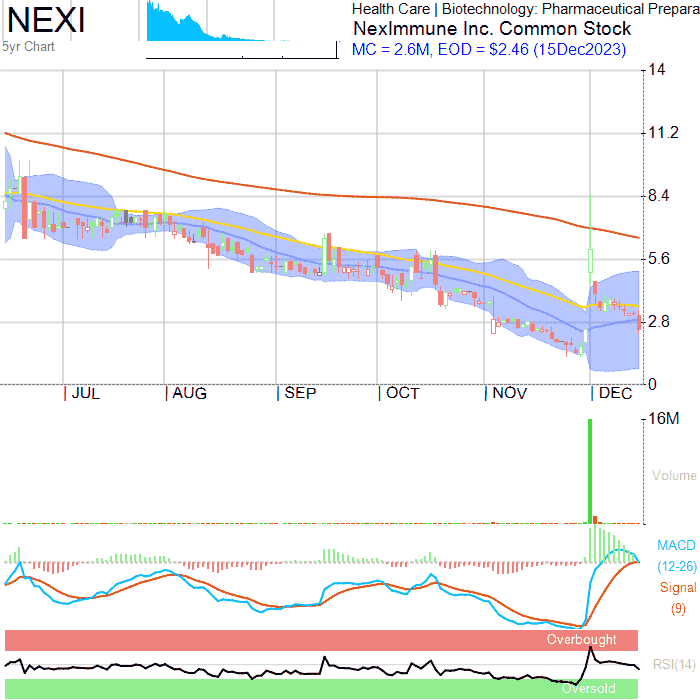 NEXI
5yr Chart
Health Care | Biotechnology: Pharmaceutical Prepara
NexImmune Inc. Common Stock
MC = 2.6M, EOD = $2.46 (15Dec2023)
14
11.2
8.4
5.6
2.8
0
JUL AUG SEP OCT NOV DEC
16M
Volume
MACD
(12-26)
Signal
(9)
Overbought
RSI(14)
Oversold